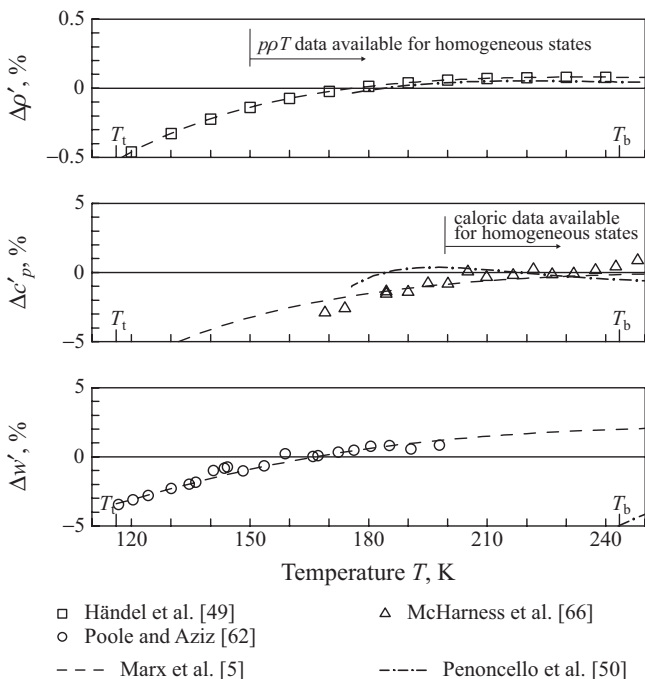 0.5
pρT data available for homogeneous states
Δρ′, %
0
Tt
Tb
−0.5
5
caloric data available
for homogeneous states
Δc′p, %
0
Tt
Tb
−5
5
Δw′, %
0
Tt
Tb
−5
120 150 180 210 240
Temperature T, K
Händel et al. [49] McHarness et al. [66]
Poole and Aziz [62]
Marx et al. [5] Penoncello et al. [50]